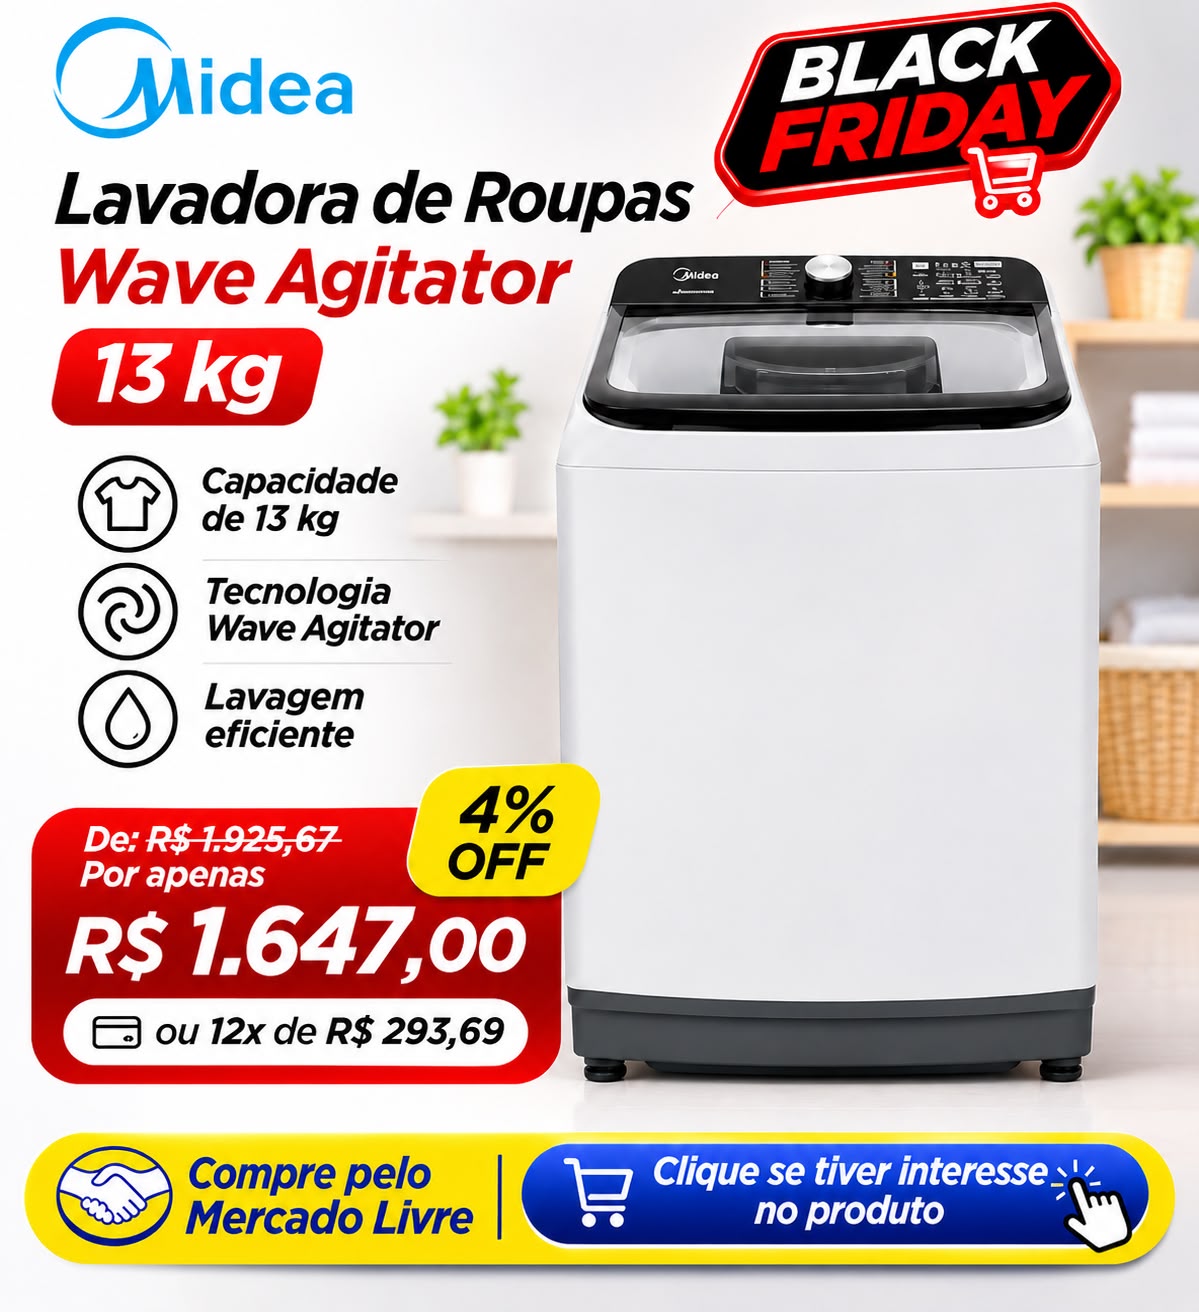 Midea
BLACK
FRIDAY
Lavadora de Roupas
Wave Agitator
13 kg
Midea
Capacidade
de 13 kg
Tecnologia
Wave Agitator
Lavagem
eficiente
4%
OFF
De: R$ 1.925,67
Por apenas
R$ 1.647,00
ou 12x de R$ 293,69
Compre pelo
Mercado Livre
Clique se tiver interesse
no produto